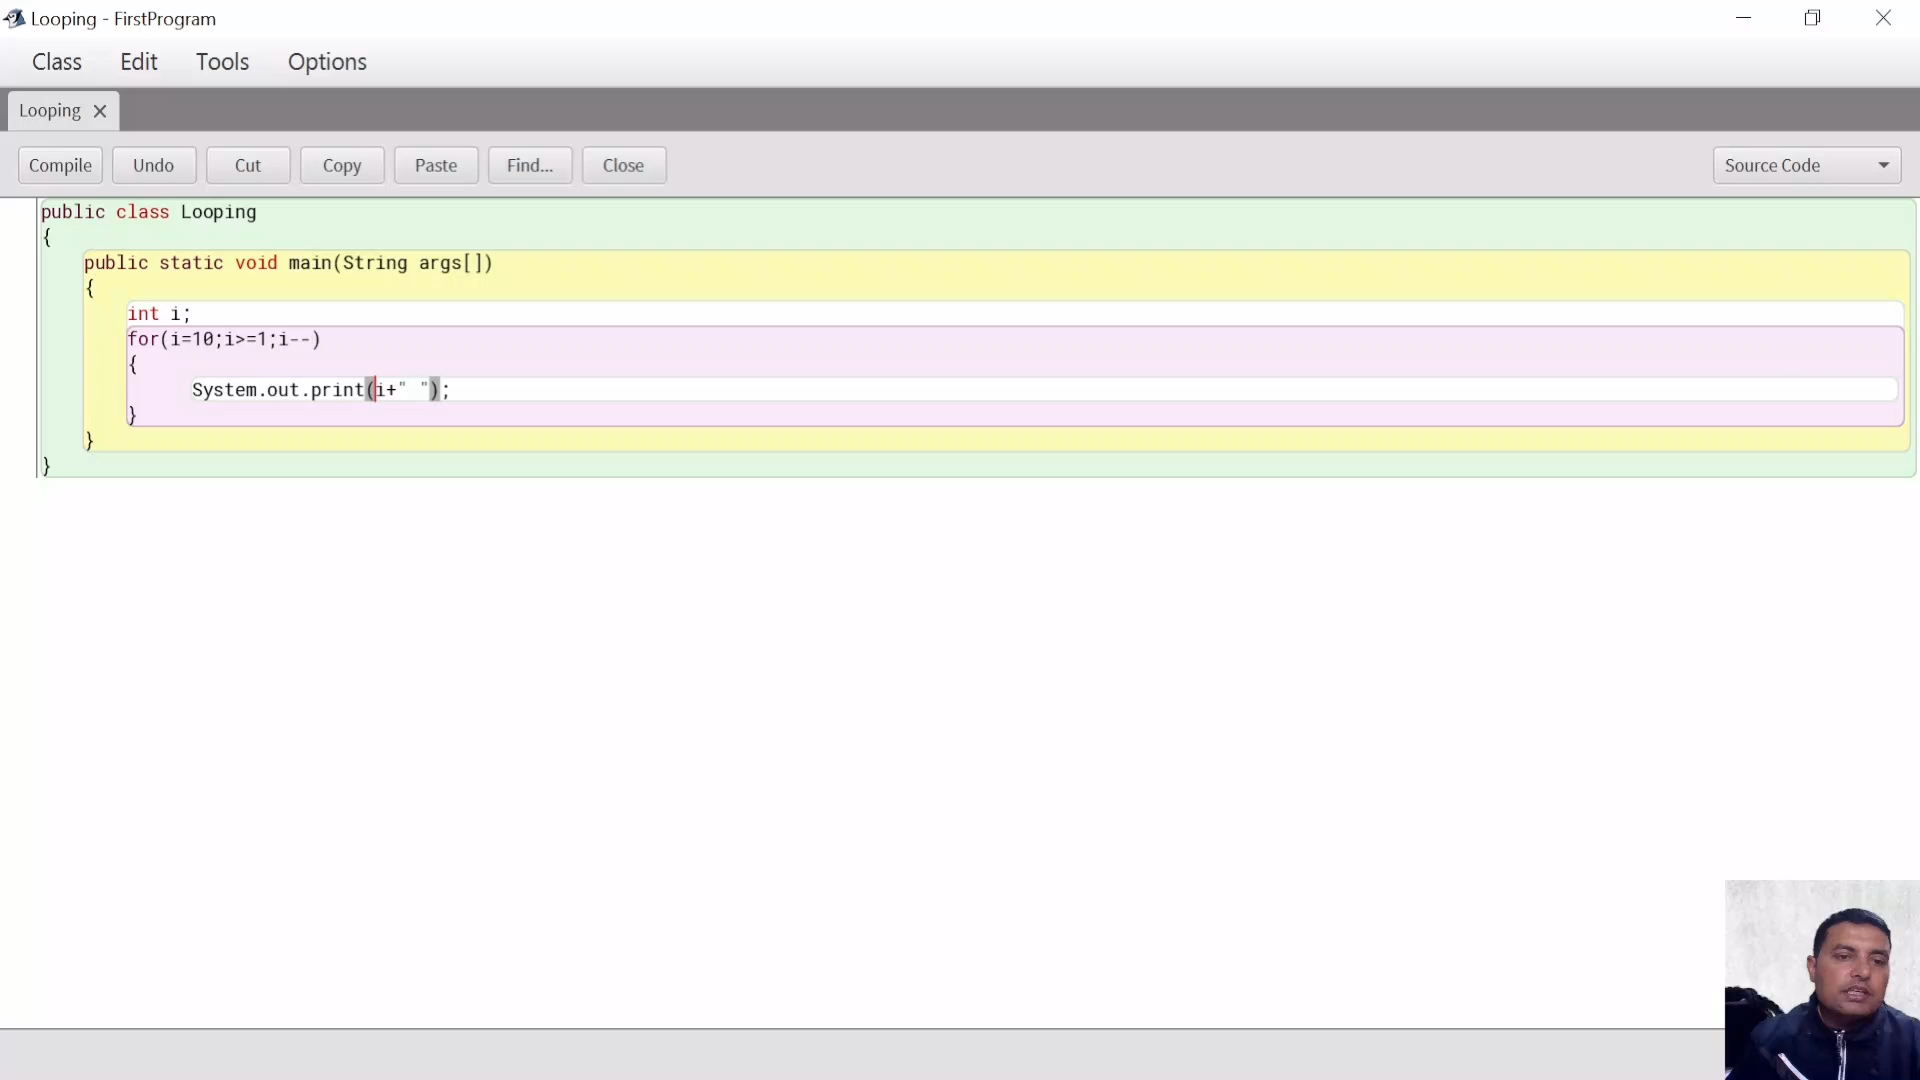 Looping - FirstProgram
Class Edit Tools Options
Looping
Compile Undo Cut Copy Paste Find... Close Source Code
public class Looping
{
public static void main(String args[])
{
int i;
for(i=10;i>=1;i--)
{
System.out.print(i+" ");
}
}
}